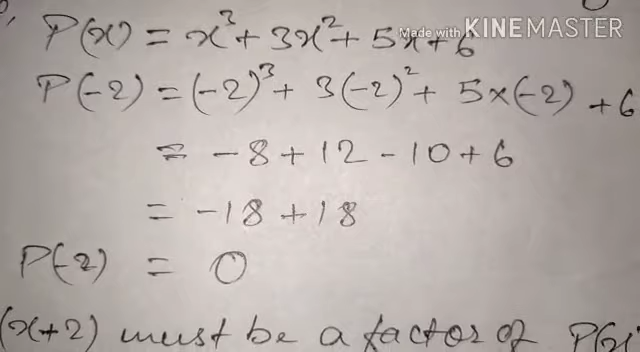 P(x) = x³ + 3x² + 5x + 6
Made with KINEMASTER
P(-2) = (-2)³ + 3(-2)² + 5×(-2) + 6
= -8 + 12 - 10 + 6
= -18 + 18
P(-2) = 0
(x+2) must be a factor of P(x)